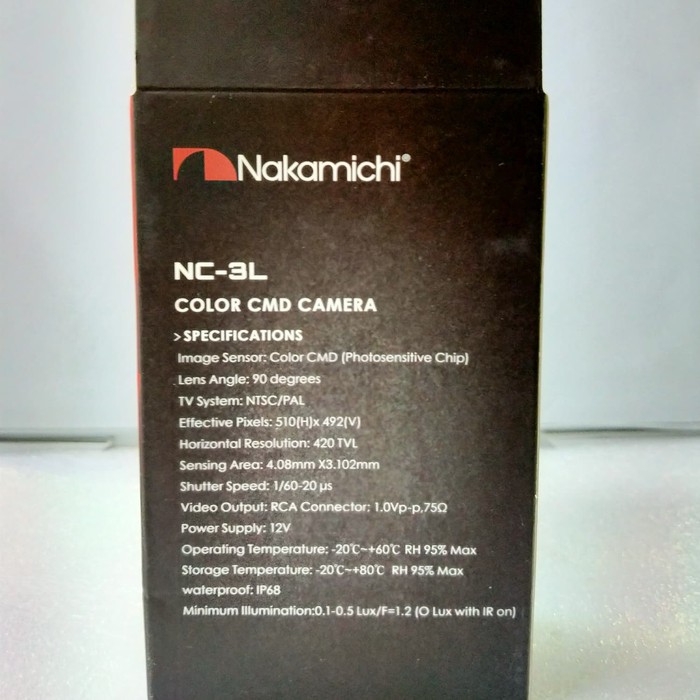 Nakamichi®
NC-3L
COLOR CMD CAMERA
>SPECIFICATIONS
Image Sensor: Color CMD (Photosensitive Chip)
Lens Angle: 90 degrees
TV System: NTSC/PAL
Effective Pixels: 510(H)x 492(V)
Horizontal Resolution: 420 TVL
Sensing Area: 4.08mm X3.102mm
Shutter Speed: 1/60-20 µs
Video Output: RCA Connector: 1.0Vp-p,75Ω
Power Supply: 12V
Operating Temperature: -20℃~+60℃ RH 95% Max
Storage Temperature: -20℃~+80℃ RH 95% Max
waterproof: IP68
Minimum Illumination:0.1-0.5 Lux/F=1.2 (O Lux with IR on)